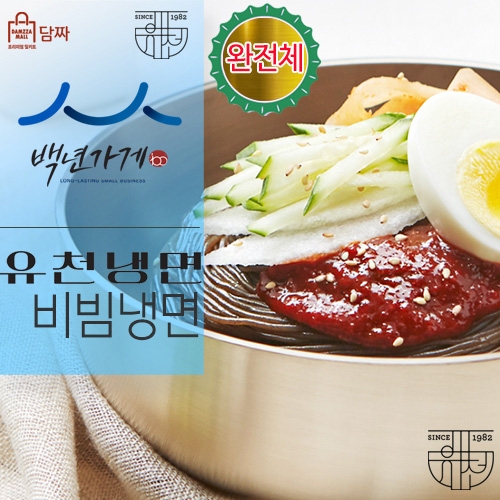 DAMZZA
MALL
담짜
프리미엄 밀키트
SINCE 1982
유천
완전체
백년가게
100
LONG-LASTING SMALL BUSINESS
유천냉면
비빔냉면
SINCE 1982
유천